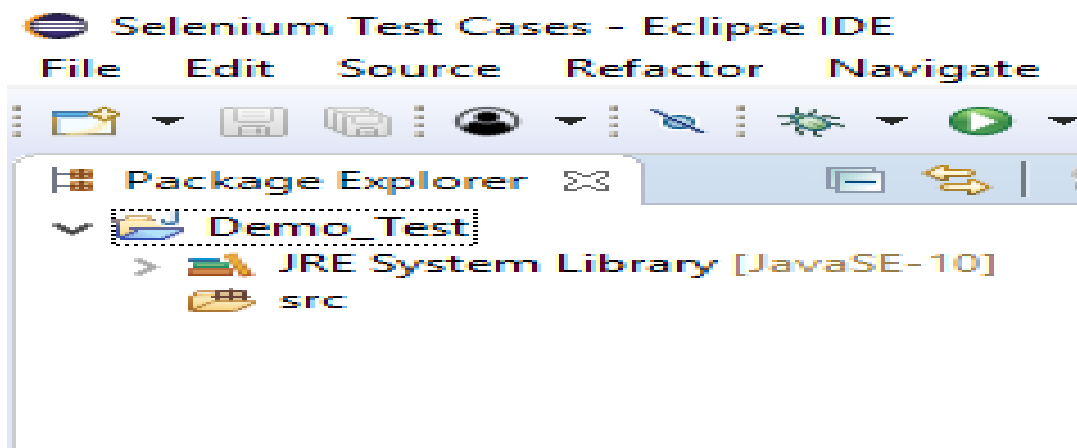 Selenium Test Cases - Eclipse IDE
File Edit Source Refactor Navigate
Package Explorer
Demo_Test
JRE System Library [JavaSE-10]
src